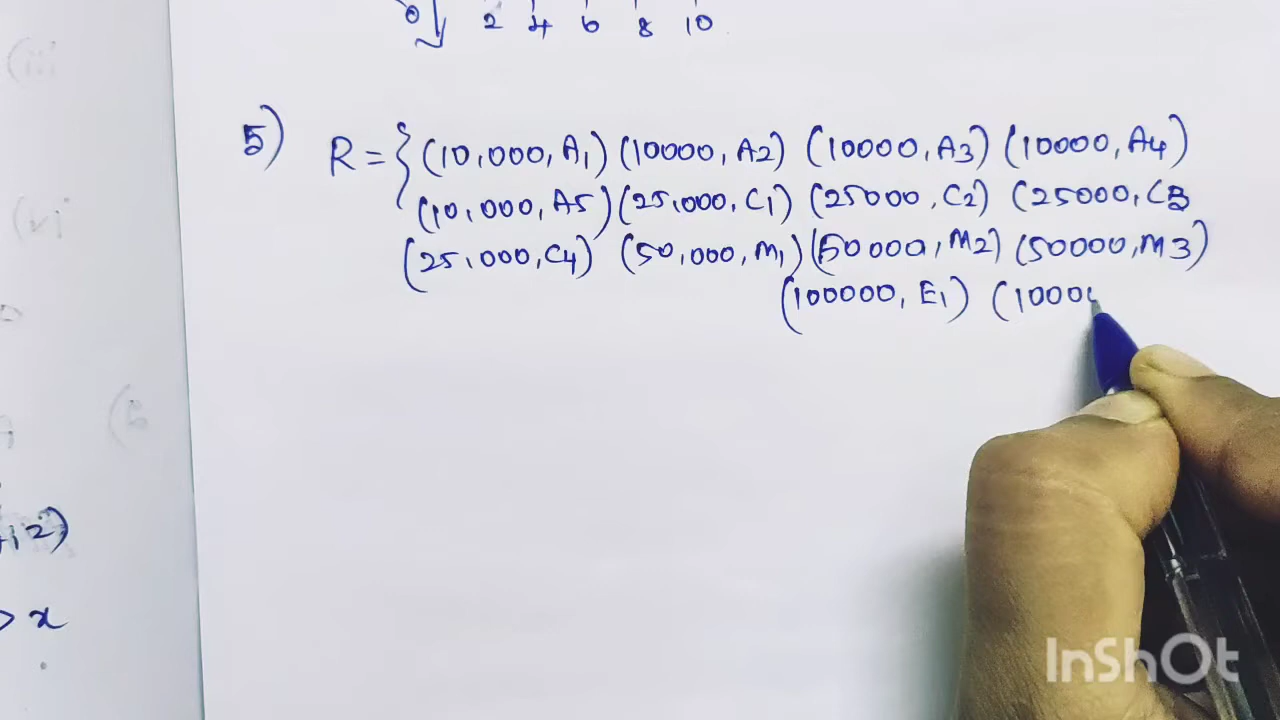 0 2 4 6 8 10
5) R = { (10,000, A1) (10000, A2) (10000, A3) (10000, A4)
(10,000, A5) (25,000, C1) (25000, C2) (25000, C3
(25,000, C4) (50,000, M1) (50000, M2) (50000, M3)
(100000, E1) (1000
12)
> x
InShOt